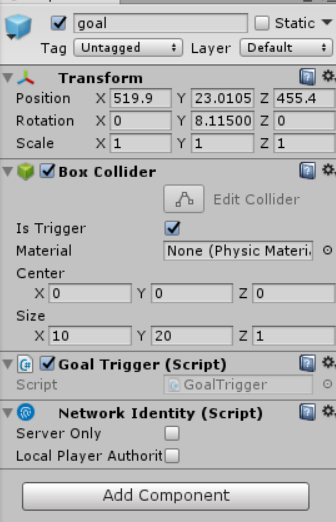 goal Static
Tag Untagged Layer Default
Transform
Position X 519.9 Y 23.0105 Z 455.4
Rotation X 0 Y 8.11500 Z 0
Scale X 1 Y 1 Z 1
Box Collider
Edit Collider
Is Trigger
Material None (Physic Materi
Center
X 0 Y 0 Z 0
Size
X 10 Y 20 Z 1
Goal Trigger (Script)
Script GoalTrigger
Network Identity (Script)
Server Only
Local Player Authorit
Add Component